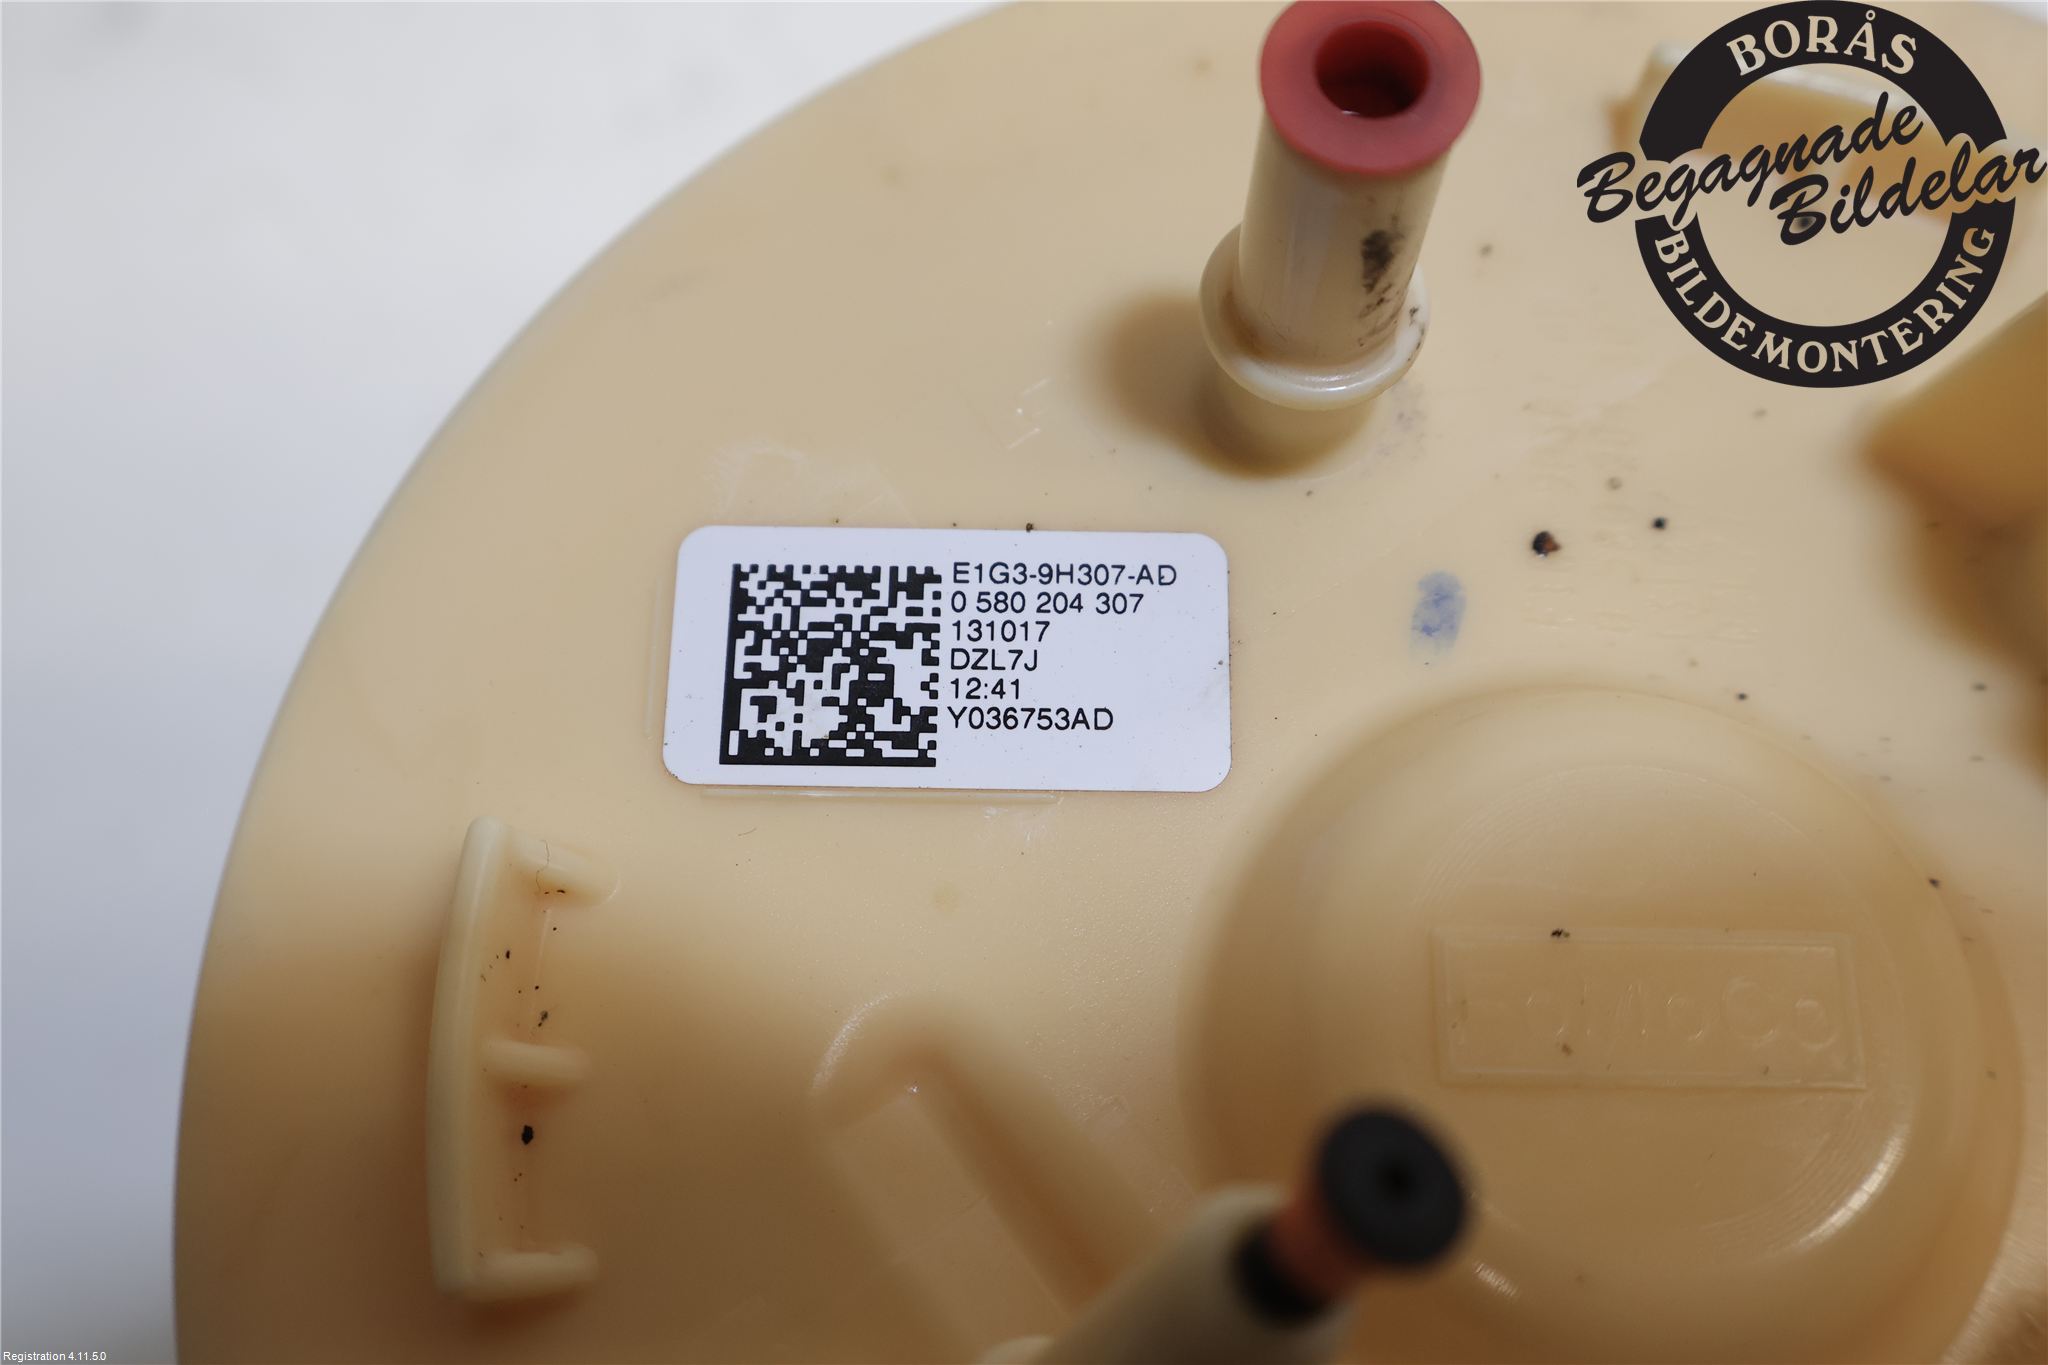 BORÅS
Begagnade
Bildelar
BILDEMONTERING
E1G3-9H307-AD
0 580 204 307
131017
DZL7J
12:41
Y036753AD
FoMoCo
Registration 4.11.5.0